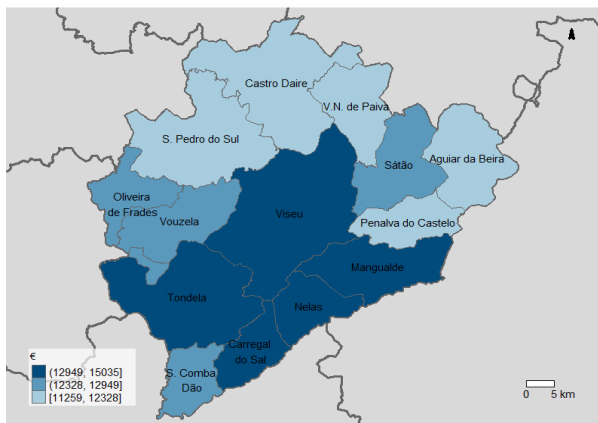 Castro Daire
V.N. de Paiva
S. Pedro do Sul
Aguiar da Beira
Sátão
Oliveira
de Frades
Vouzela
Viseu
Penalva do Castelo
Mangualde
Tondela
Nelas
Carregal
do Sal
S. Comba
Dão
€
(12949, 15035]
(12328, 12949]
[11259, 12328]
0 5 km